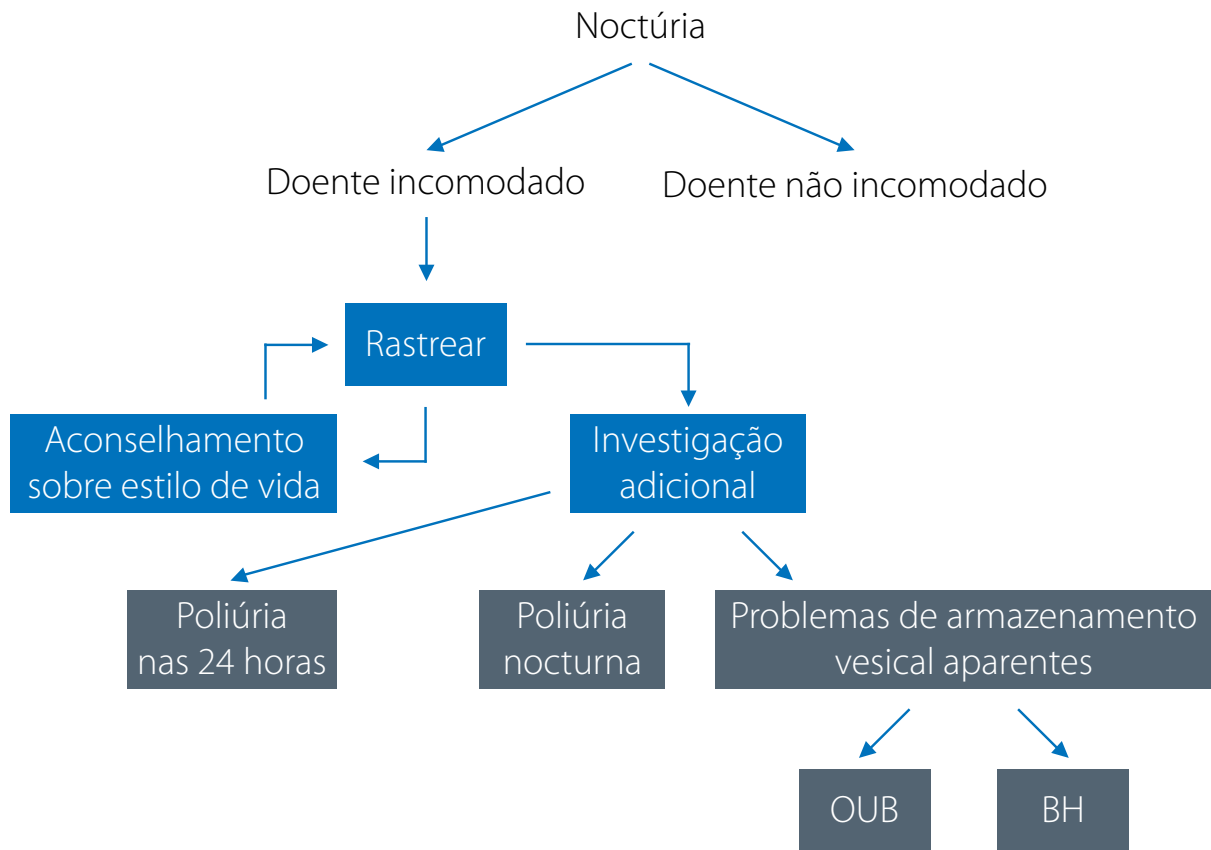 Noctúria
Doente incomodado
Doente não incomodado
Rastrear
Aconselhamento
sobre estilo de vida
Investigação
adicional
Poliúria
nas 24 horas
Poliúria
nocturna
Problemas de armazenamento
vesical aparentes
OUB
BH